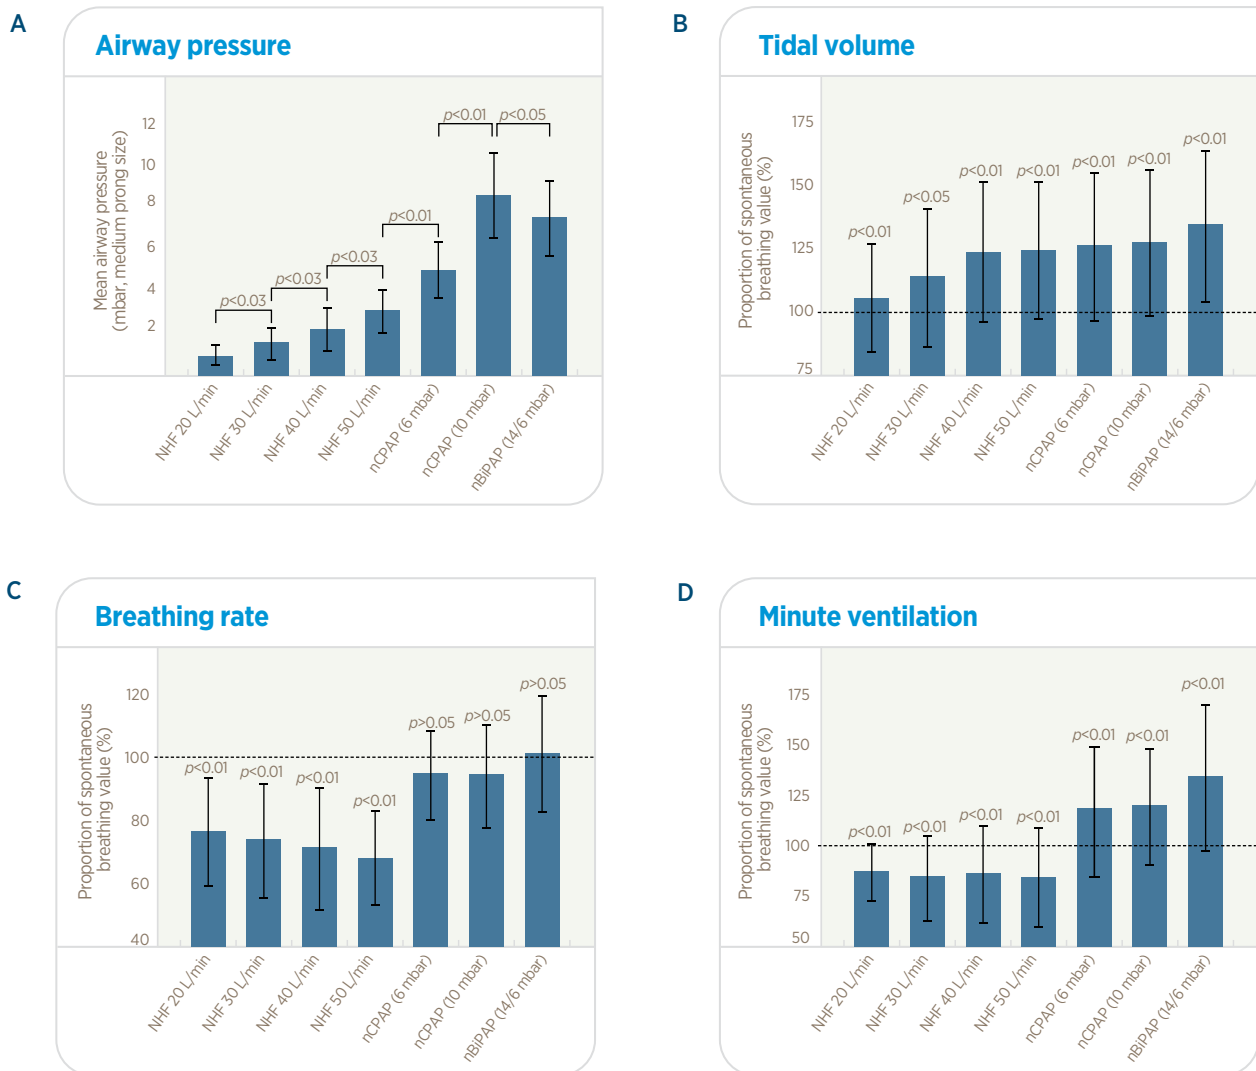 A
Airway pressure
Mean airway pressure
(mbar, medium prong size)
12
10
8
6
4
2
p<0.03
p<0.03
p<0.03
p<0.01
p<0.01
p<0.05
NHF 20 L/min
NHF 30 L/min
NHF 40 L/min
NHF 50 L/min
nCPAP (6 mbar)
nCPAP (10 mbar)
nBiPAP (14/6 mbar)
B
Tidal volume
Proportion of spontaneous
breathing value (%)
175
150
125
100
75
p<0.01
p<0.05
p<0.01
p<0.01
p<0.01
p<0.01
p<0.01
NHF 20 L/min
NHF 30 L/min
NHF 40 L/min
NHF 50 L/min
nCPAP (6 mbar)
nCPAP (10 mbar)
nBiPAP (14/6 mbar)
C
Breathing rate
Proportion of spontaneous
breathing value (%)
120
100
80
60
40
p<0.01
p<0.01
p<0.01
p<0.01
p>0.05
p>0.05
p>0.05
NHF 20 L/min
NHF 30 L/min
NHF 40 L/min
NHF 50 L/min
nCPAP (6 mbar)
nCPAP (10 mbar)
nBiPAP (14/6 mbar)
D
Minute ventilation
Proportion of spontaneous
breathing value (%)
175
150
125
100
75
50
p<0.01
p<0.01
p<0.01
p<0.01
p<0.01
p<0.01
p<0.01
NHF 20 L/min
NHF 30 L/min
NHF 40 L/min
NHF 50 L/min
nCPAP (6 mbar)
nCPAP (10 mbar)
nBiPAP (14/6 mbar)